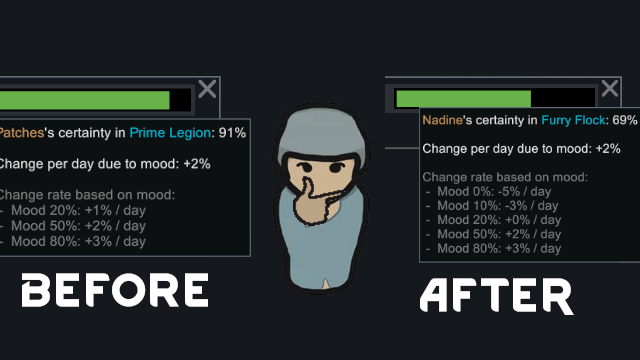 Patches's certainty in Prime Legion: 91%
Change per day due to mood: +2%
Change rate based on mood:
- Mood 20%: +1% / day
- Mood 50%: +2% / day
- Mood 80%: +3% / day
BEFORE
Nadine's certainty in Furry Flock: 69%
Change per day due to mood: +2%
Change rate based on mood:
- Mood 0%: -5% / day
- Mood 10%: -3% / day
- Mood 20%: +0% / day
- Mood 50%: +2% / day
- Mood 80%: +3% / day
AFTER